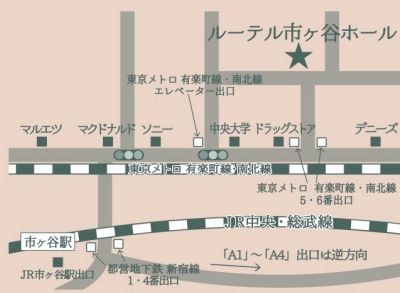 ルーテル市ヶ谷ホール
東京メトロ 有楽町線・南北線
エレベーター出口
マルエツ
マクドナルド
ソニー
中央大学
ドラッグストア
デニーズ
東京メトロ 有楽町線・南北線
東京メトロ 有楽町線・南北線
5・6番出口
JR中央・総武線
市ヶ谷駅
「A1」〜「A4」出口は逆方向
都営地下鉄 新宿線
1・4番出口
JR市ヶ谷駅出口